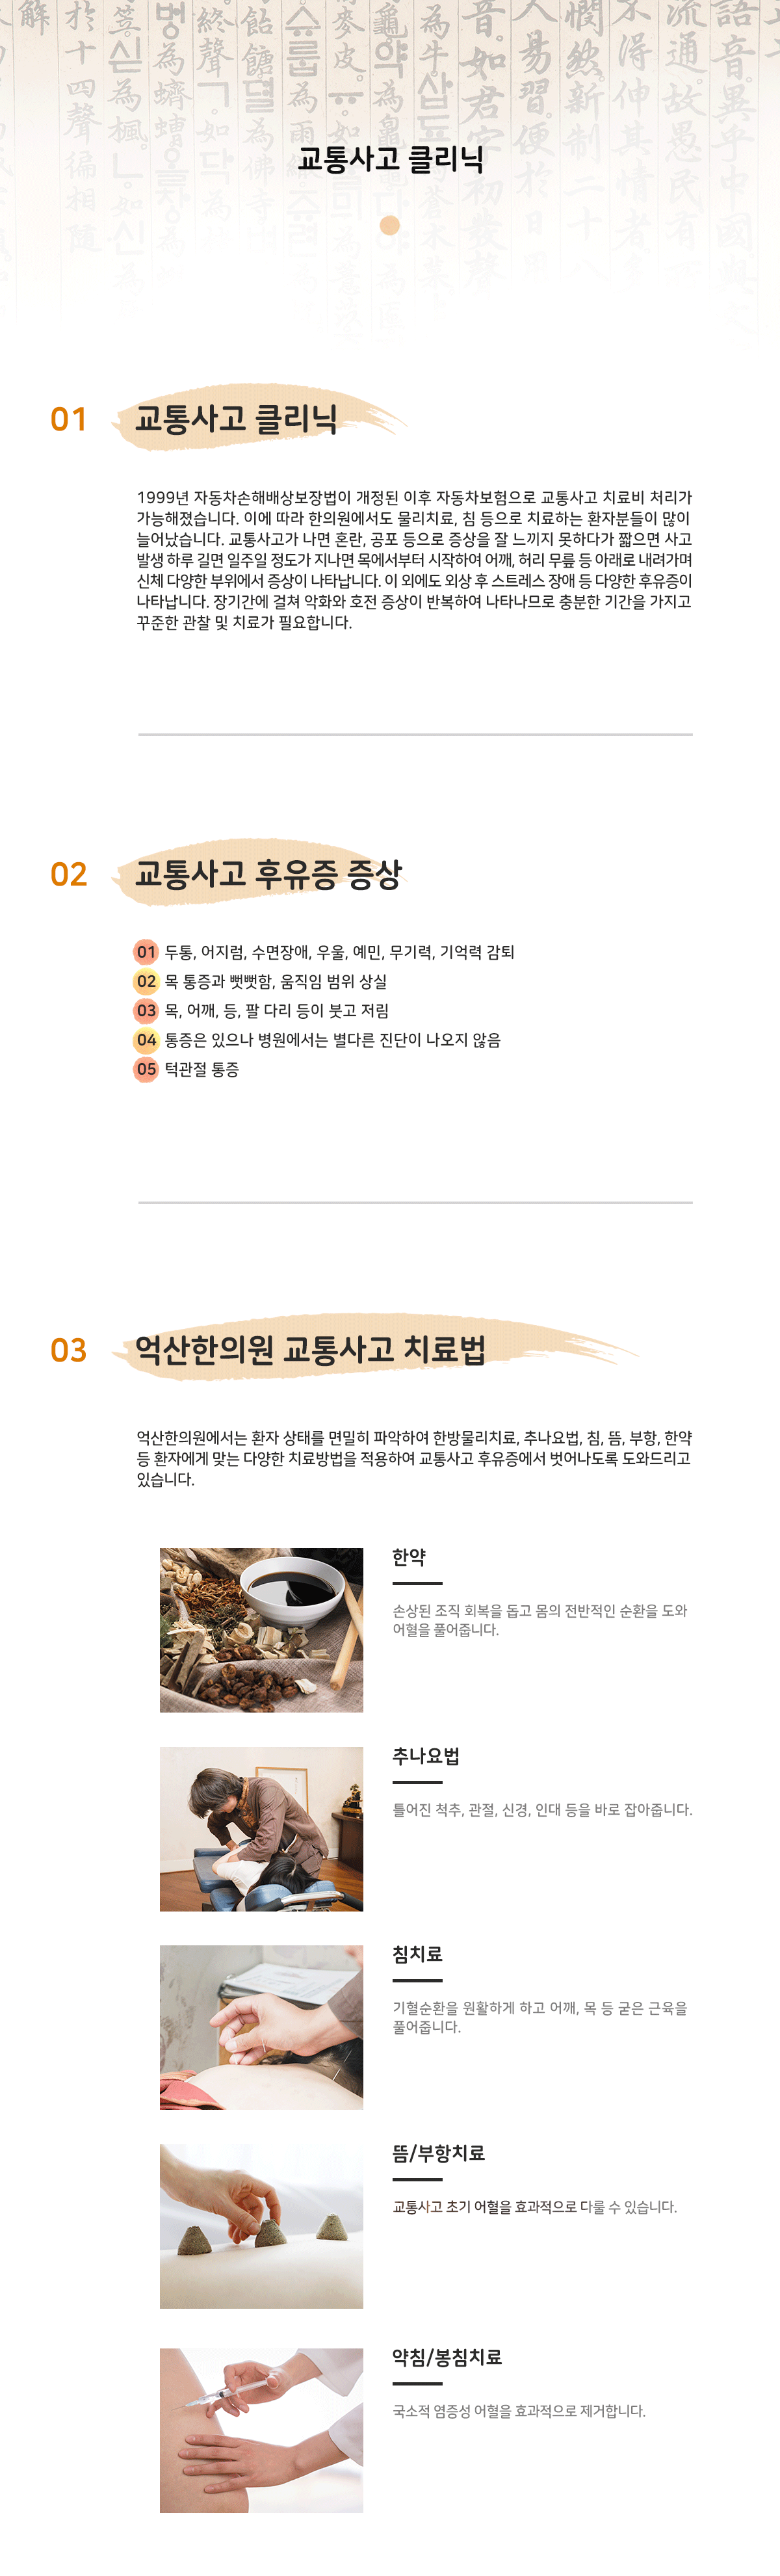 교통사고 클리닉
01 교통사고 클리닉
1999년 자동차손해배상보장법이 개정된 이후 자동차보험으로 교통사고 치료비 처리가
가능해졌습니다. 이에 따라 한의원에서도 물리치료, 침 등으로 치료하는 환자분들이 많이
늘어났습니다. 교통사고가 나면 혼란, 공포 등으로 증상을 잘 느끼지 못하다가 짧으면 사고
발생 하루 길면 일주일 정도가 지나면 목에서부터 시작하여 어깨, 허리 무릎 등 아래로 내려가며
신체 다양한 부위에서 증상이 나타납니다. 이 외에도 외상 후 스트레스 장애 등 다양한 후유증이
나타납니다. 장기간에 걸쳐 악화와 호전 증상이 반복하여 나타나므로 충분한 기간을 가지고
꾸준한 관찰 및 치료가 필요합니다.
02 교통사고 후유증 증상
01 두통, 어지럼, 수면장애, 우울, 예민, 무기력, 기억력 감퇴
02 목 통증과 뻣뻣함, 움직임 범위 상실
03 목, 어깨, 등, 팔 다리 등이 붓고 저림
04 통증은 있으나 병원에서는 별다른 진단이 나오지 않음
05 턱관절 통증
03 억산한의원 교통사고 치료법
억산한의원에서는 환자 상태를 면밀히 파악하여 한방물리치료, 추나요법, 침, 뜸, 부항, 한약
등 환자에게 맞는 다양한 치료방법을 적용하여 교통사고 후유증에서 벗어나도록 도와드리고
있습니다.
한약
손상된 조직 회복을 돕고 몸의 전반적인 순환을 도와
어혈을 풀어줍니다.
추나요법
틀어진 척추, 관절, 신경, 인대 등을 바로 잡아줍니다.
침치료
기혈순환을 원활하게 하고 어깨, 목 등 굳은 근육을
풀어줍니다.
뜸/부항치료
교통사고 초기 어혈을 효과적으로 다룰 수 있습니다.
약침/봉침치료
국소적 염증성 어혈을 효과적으로 제거합니다.